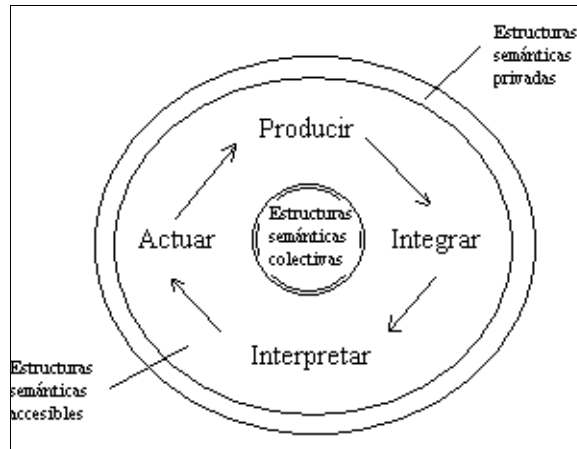 Estructuras
semánticas
privadas
Producir
Actuar
Estructuras
semánticas
colectivas
Integrar
Interpretar
Estructuras
semánticas
accesibles